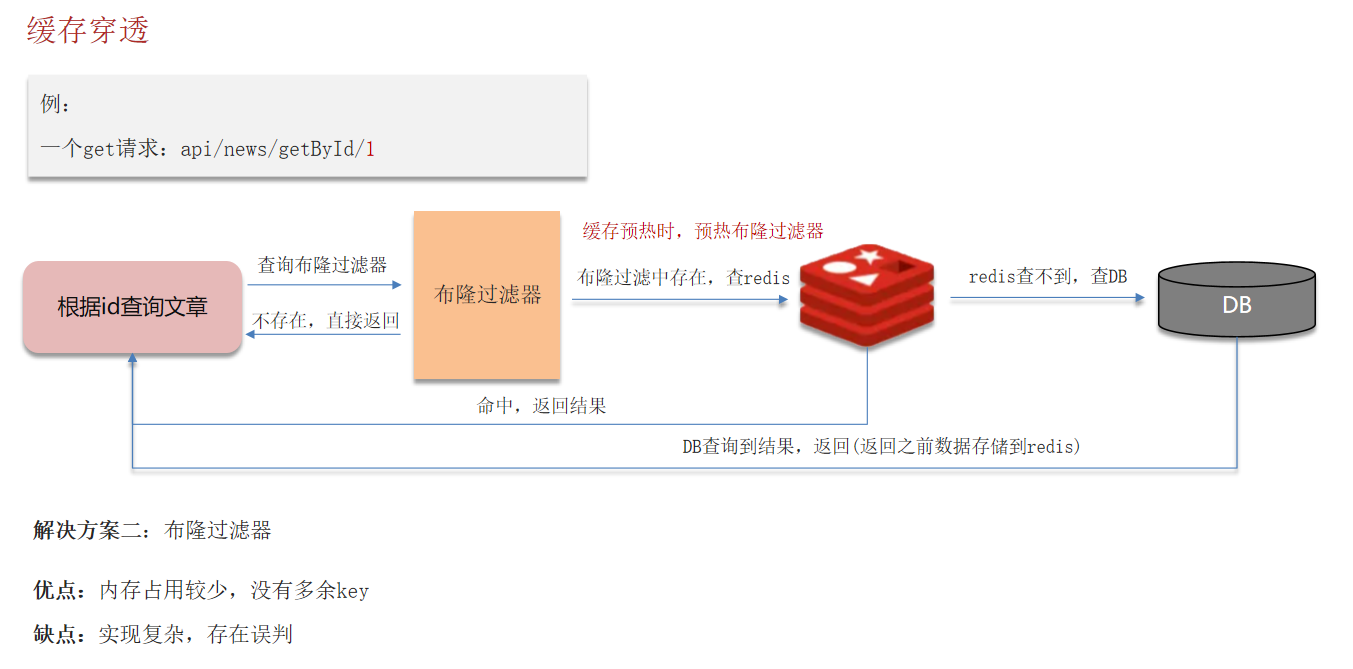 缓存穿透
例：
一个get请求：api/news/getById/1
缓存预热时，预热布隆过滤器
查询布隆过滤器
布隆过滤中存在，查redis
redis查不到，查DB
根据id查询文章
布隆过滤器
DB
不存在，直接返回
命中，返回结果
DB查询到结果，返回(返回之前数据存储到redis)
解决方案二：布隆过滤器
优点：内存占用较少，没有多余key
缺点：实现复杂，存在误判